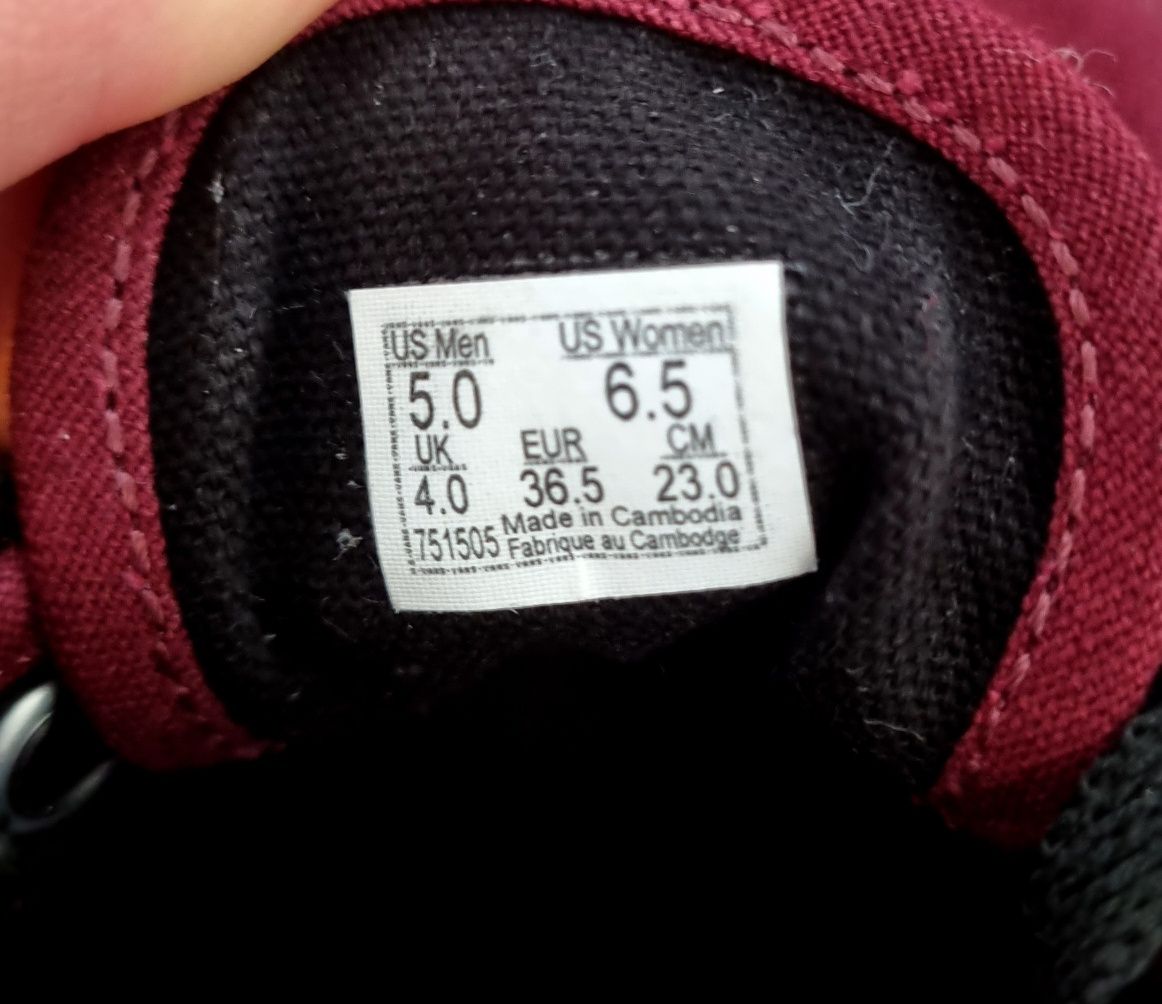 US Men US Women
5.0 6.5
UK EUR CM
4.0 36.5 23.0
751505 Made in Cambodia
Fabrique au Cambodge